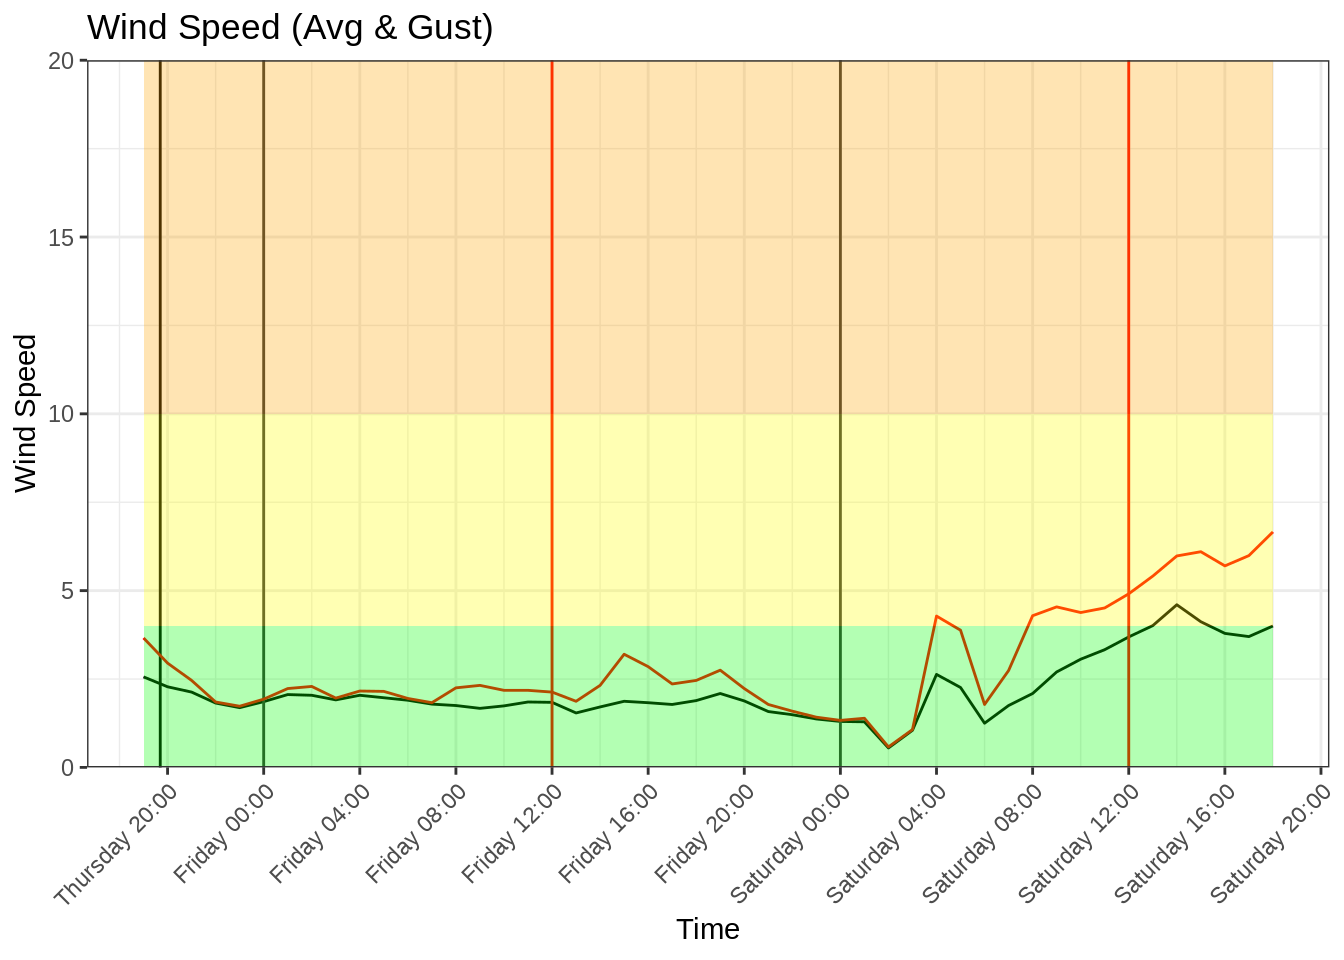 Wind Speed (Avg & Gust)
Wind Speed
20
15
10
5
0
Thursday 20:00
Friday 00:00
Friday 04:00
Friday 08:00
Friday 12:00
Friday 16:00
Friday 20:00
Saturday 00:00
Saturday 04:00
Saturday 08:00
Saturday 12:00
Saturday 16:00
Saturday 20:00
Time